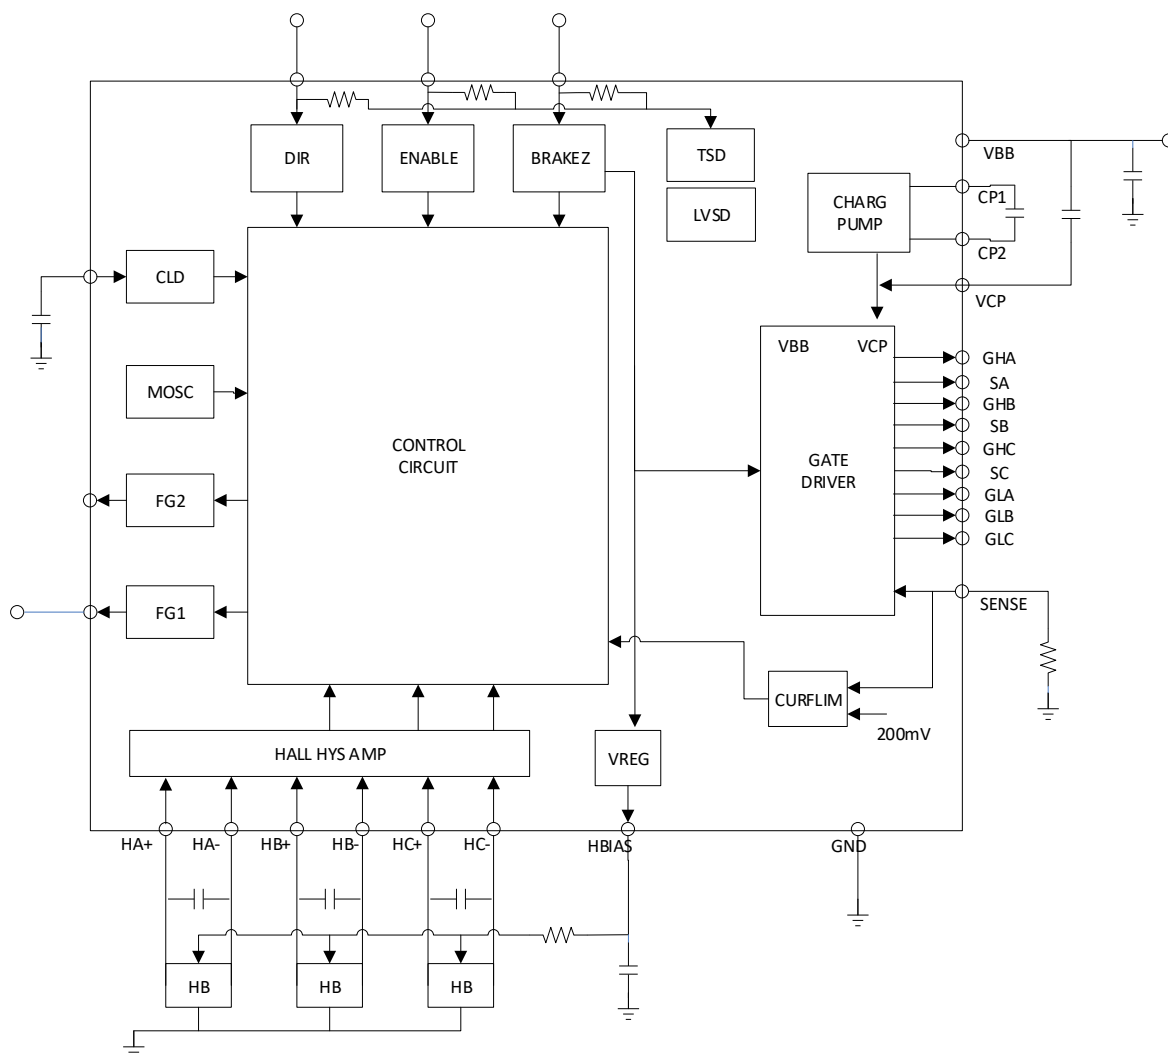 DIR
ENABLE
BRAKEZ
TSD
LVSD
VBB
CHARG
PUMP
CP1
CP2
VCP
CLD
MOSC
FG2
FG1
CONTROL
CIRCUIT
VBB
VCP
GATE
DRIVER
GHA
SA
GHB
SB
GHC
SC
GLA
GLB
GLC
SENSE
CURFLIM
200mV
HALL HYS AMP
VREG
HA+
HA-
HB+
HB-
HC+
HC-
HBIAS
GND
HB
HB
HB